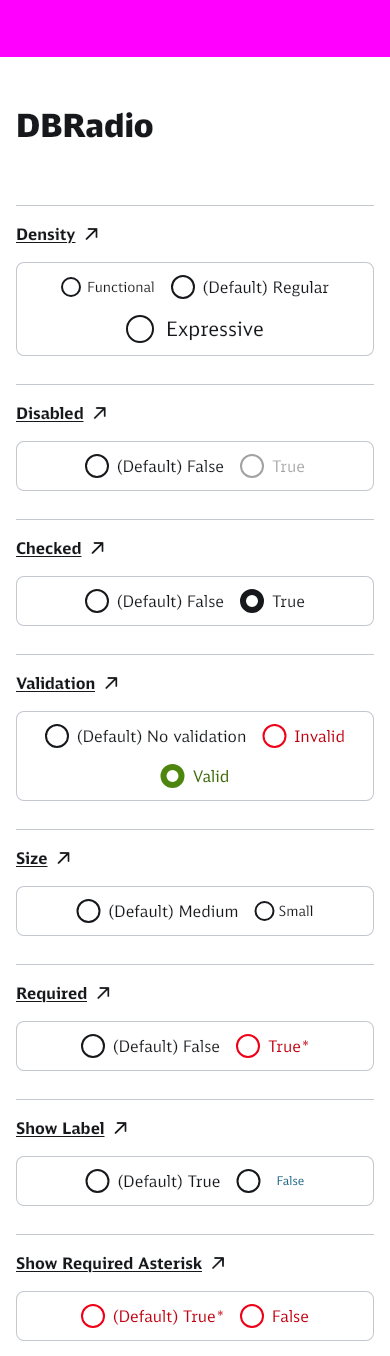 DBRadio
Density
Functional (Default) Regular
Expressive
Disabled
(Default) False True
Checked
(Default) False True
Validation
(Default) No validation Invalid
Valid
Size
(Default) Medium Small
Required
(Default) False True*
Show Label
(Default) True False
Show Required Asterisk
(Default) True* False